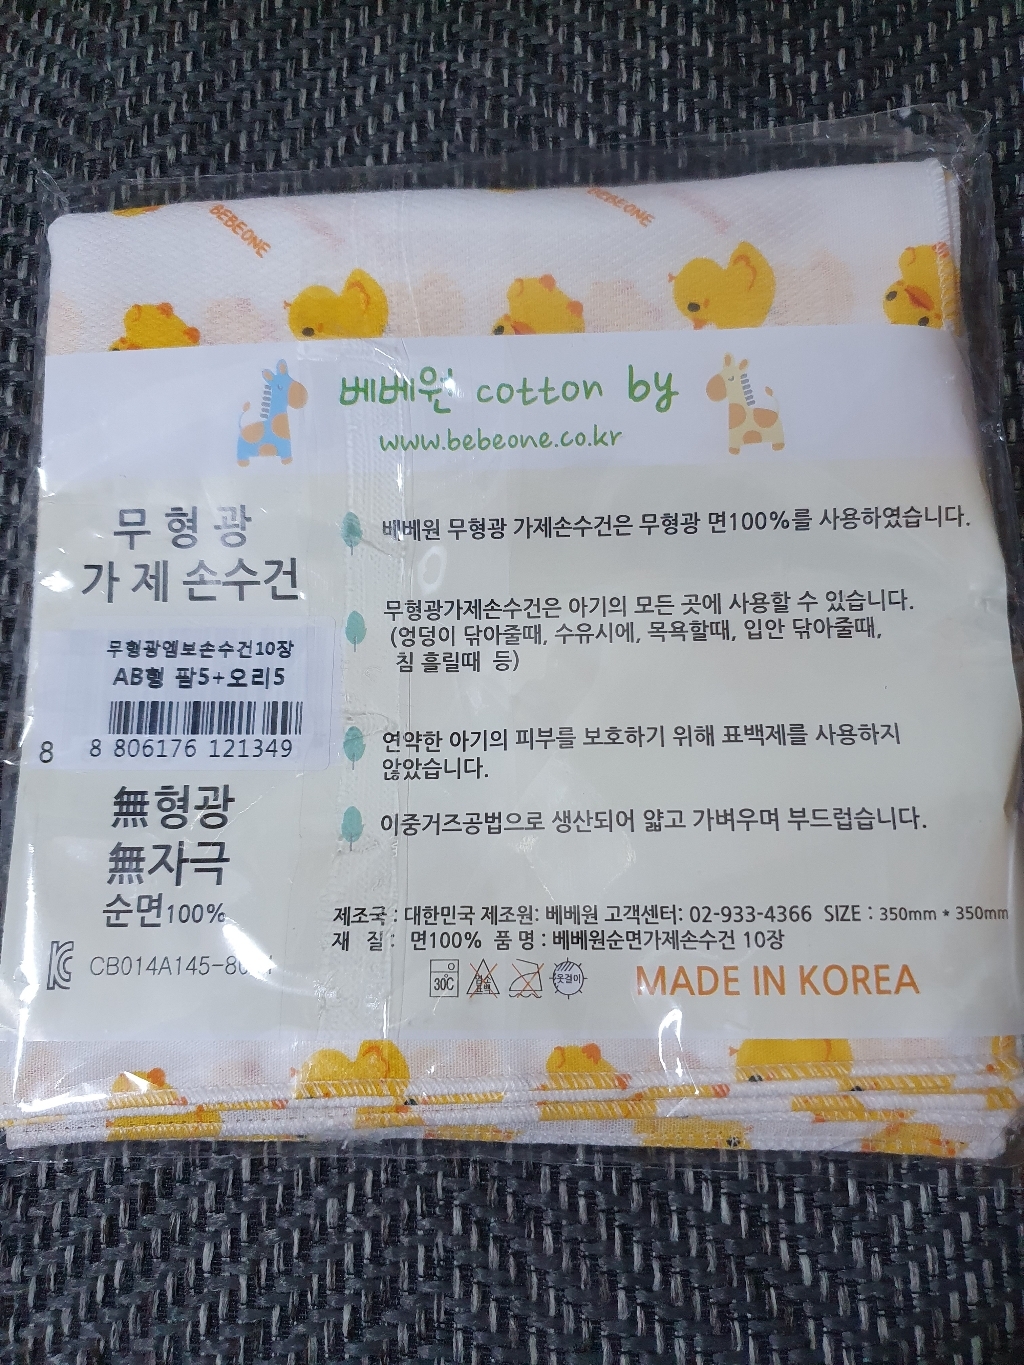 BEBEONE
BEBEONE
베베원 cotton by
www.bebeone.co.kr
무형광
가제손수건
무형광엠보손수건10장
AB형 팔5+오리5
8 806176 121349
8
無형광
無자극
순면100%
CB014A145-80
베베원 무형광 가제손수건은 무형광 면100%를 사용하였습니다.
무형광가제손수건은 아기의 모든 곳에 사용할 수 있습니다.
(엉덩이 닦아줄때, 수유시에, 목욕할때, 입안 닦아줄때,
침 흘릴때 등)
연약한 아기의 피부를 보호하기 위해 표백제를 사용하지
않았습니다.
이중거즈공법으로 생산되어 얇고 가벼우며 부드럽습니다.
제조국 : 대한민국 제조원: 베베원 고객센터: 02-933-4366 SIZE : 350mm * 350mm
재 질 : 면100% 품 명 : 베베원순면가제손수건 10장
30C 염소 표백 옷걸이
MADE IN KOREA